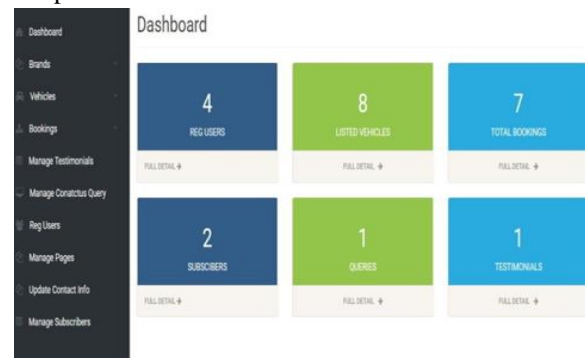 Dashboard
Brands
Vehicles
Bookings
Manage Testimonials
Manage Conatctus Query
Reg Users
Manage Pages
Update Contact Info
Manage Subscribers
Dashboard
4
REG USERS
FULL DETAIL
8
LISTED VEHICLES
FULL DETAIL
7
TOTAL BOOKINGS
FULL DETAIL
2
SUBSCIBERS
FULL DETAIL
1
QUERIES
FULL DETAIL
1
TESTIMONIALS
FULL DETAIL